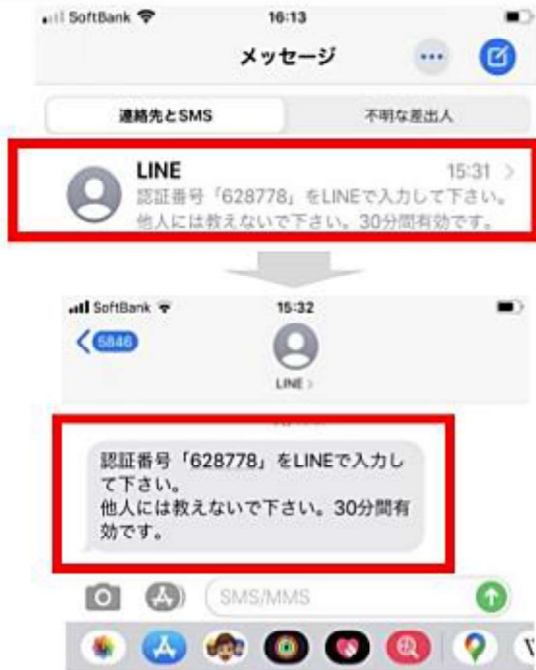 SoftBank 16:13
メッセージ
連絡先とSMS 不明な差出人
LINE 15:31
認証番号「628778」をLINEで入力して下さい。
他人には教えないで下さい。30分間有効です。
SoftBank 15:32
5846
LINE
認証番号「628778」をLINEで入力し
て下さい。
他人には教えないで下さい。30分間有
効です。
SMS/MMS